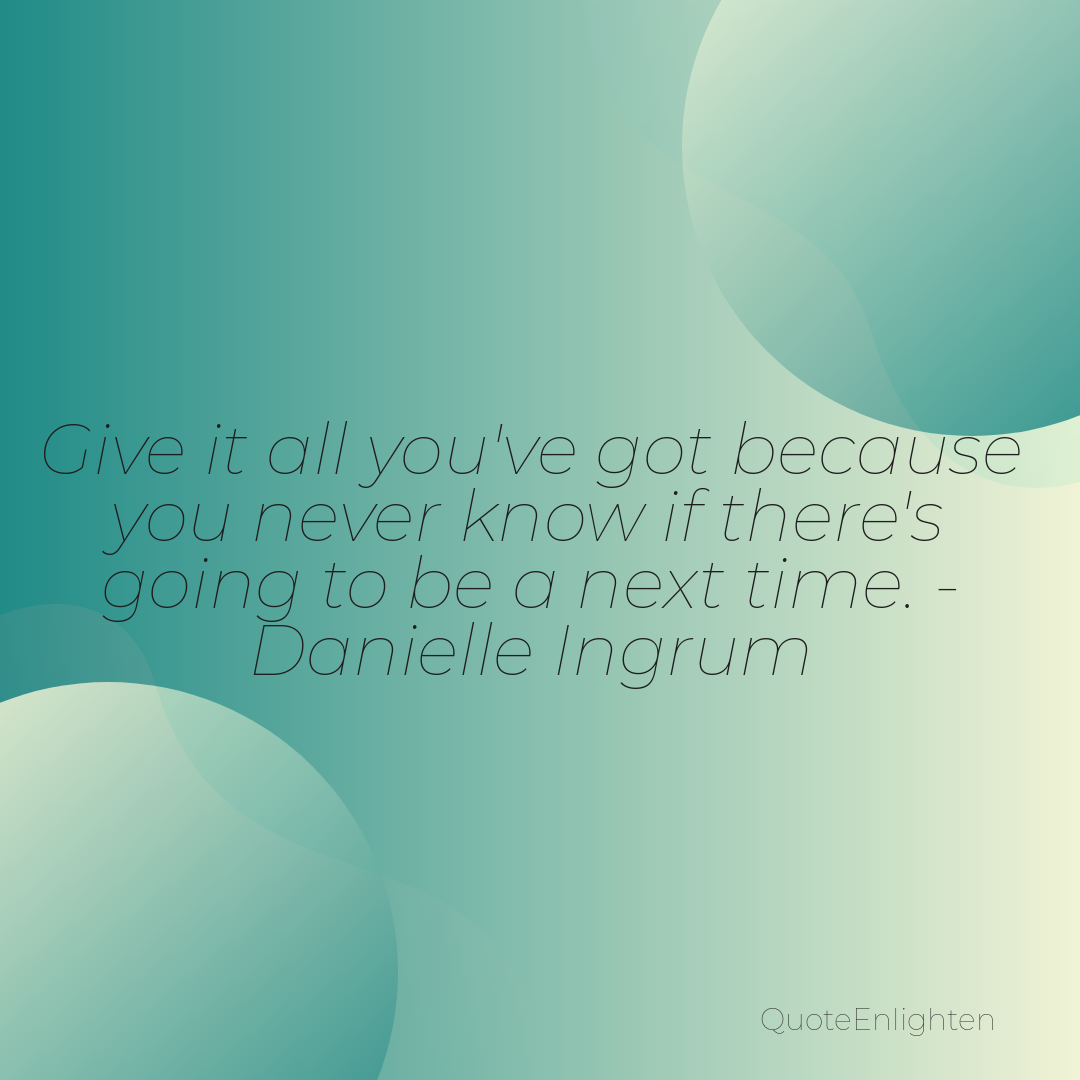 Give it all you've got because
you never know if there's
going to be a next time. -
Danielle Ingrum
QuoteEnlighten